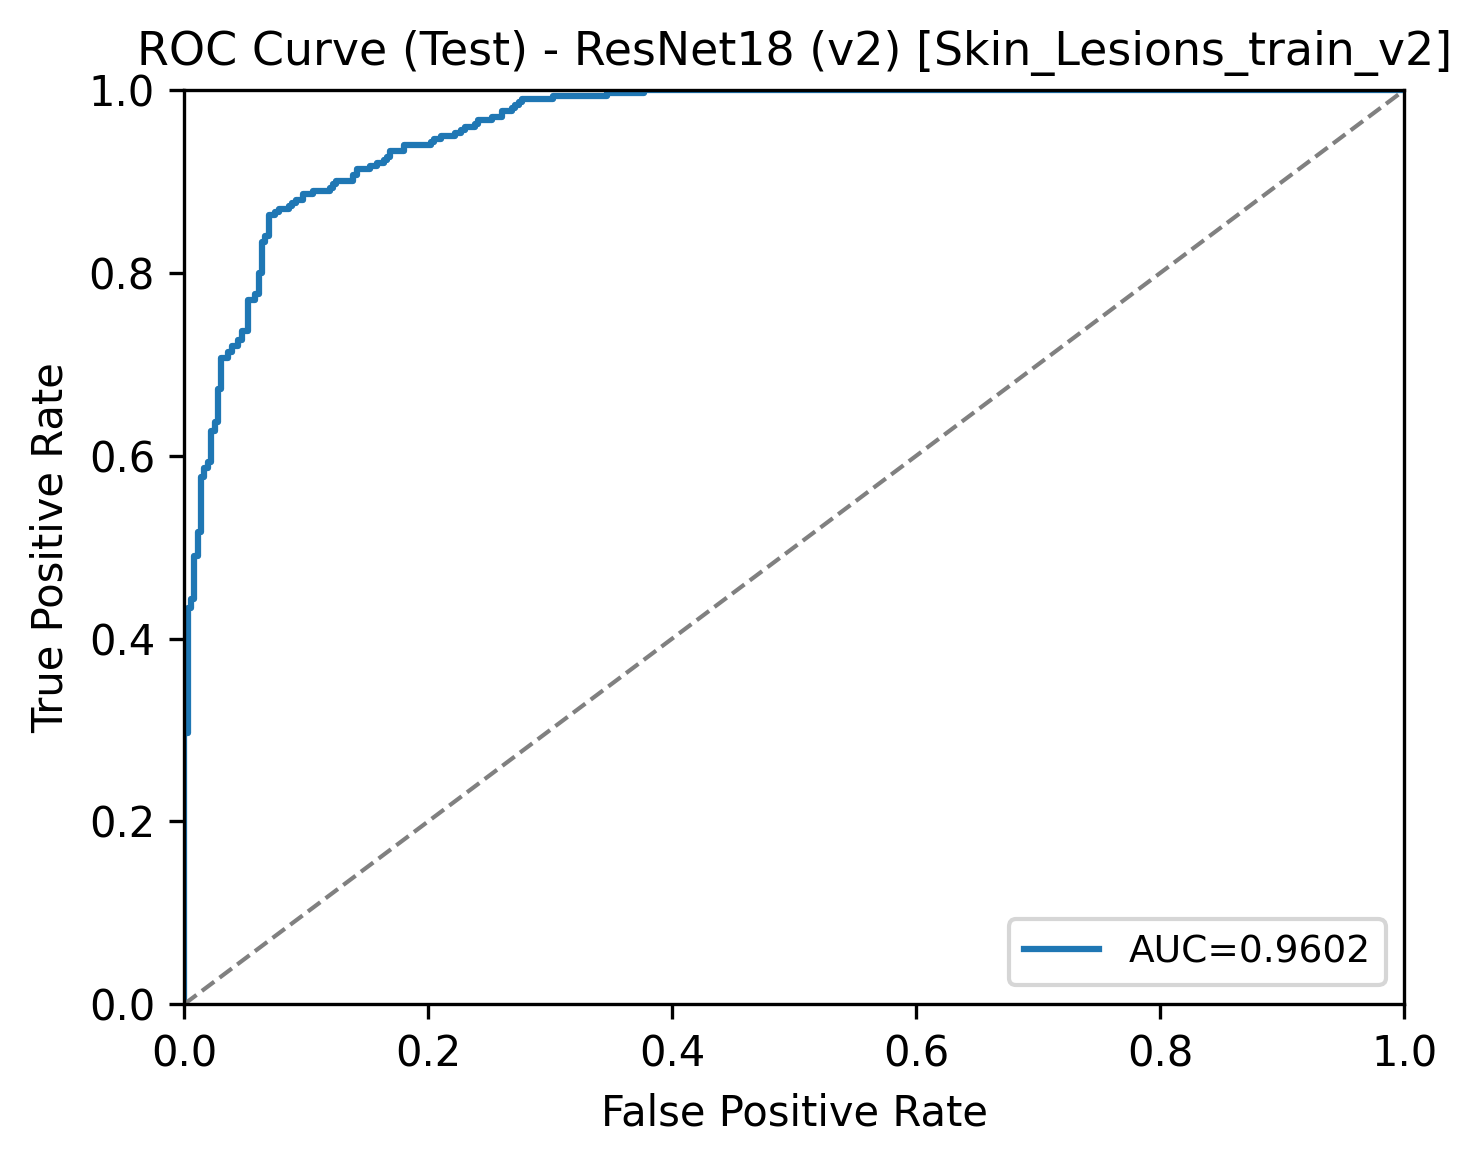 ROC Curve (Test) - ResNet18 (v2) [Skin_Lesions_train_v2]
1.0
0.8
0.6
0.4
0.2
0.0
True Positive Rate
AUC=0.9602
0.0 0.2 0.4 0.6 0.8 1.0
False Positive Rate